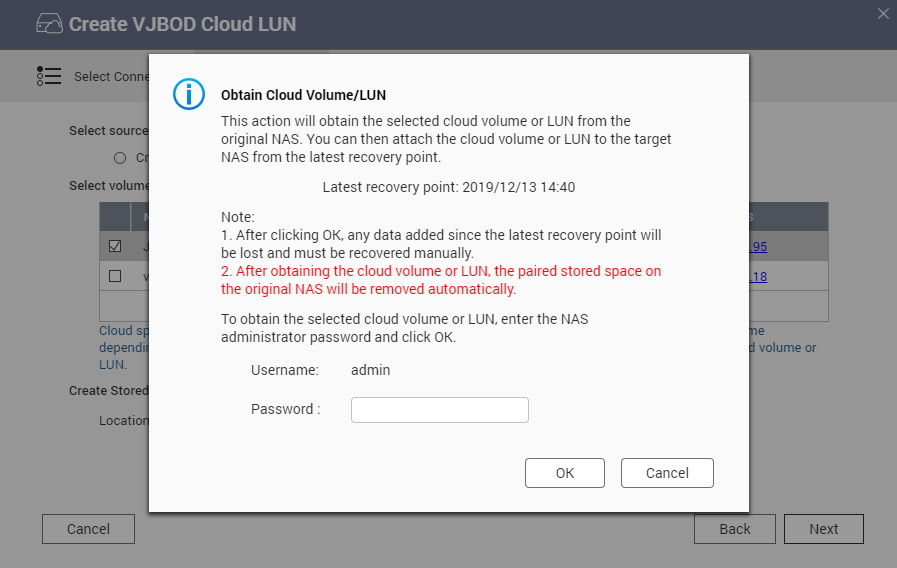 Create VJBOD Cloud LUN
Select Conne
Select source
Cr
Select volume
.95
.18
Cloud sp
me
dependin
d volume or
LUN.
Create Stored
Location
Obtain Cloud Volume/LUN
This action will obtain the selected cloud volume or LUN from the
original NAS. You can then attach the cloud volume or LUN to the target
NAS from the latest recovery point.
Latest recovery point: 2019/12/13 14:40
Note:
1. After clicking OK, any data added since the latest recovery point will
be lost and must be recovered manually.
2. After obtaining the cloud volume or LUN, the paired stored space on
the original NAS will be removed automatically.
To obtain the selected cloud volume or LUN, enter the NAS
administrator password and click OK.
Username: admin
Password :
OK Cancel
Cancel Back Next